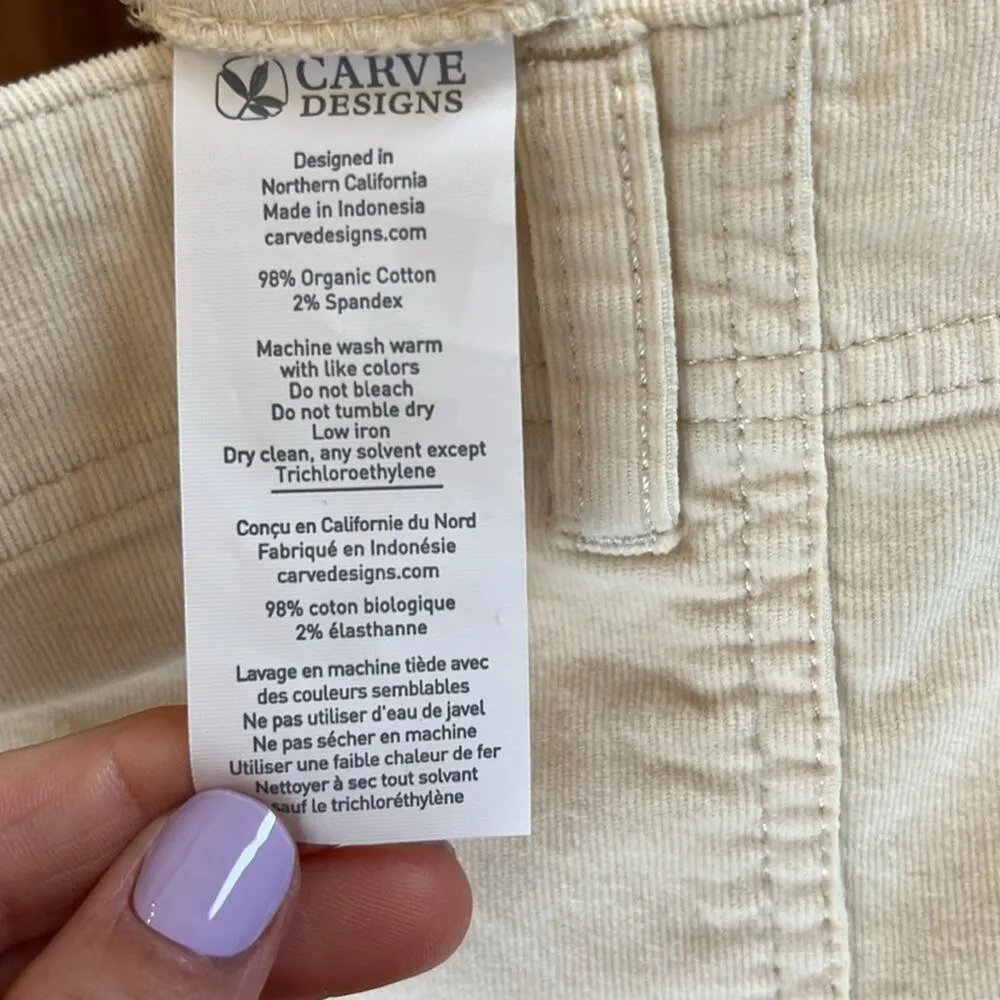 CARVE
DESIGNS
Designed in
Northern California
Made in Indonesia
carvedesigns.com
98% Organic Cotton
2% Spandex
Machine wash warm
with like colors
Do not bleach
Do not tumble dry
Low iron
Dry clean, any solvent except
Trichloroethylene
Conçu en Californie du Nord
Fabriqué en Indonésie
carvedesigns.com
98% coton biologique
2% élasthanne
Lavage en machine tiède avec
des couleurs semblables
Ne pas utiliser d'eau de javel
Ne pas sécher en machine
Utiliser une faible chaleur de fer
Nettoyer à sec tout solvant
sauf le trichloréthylène